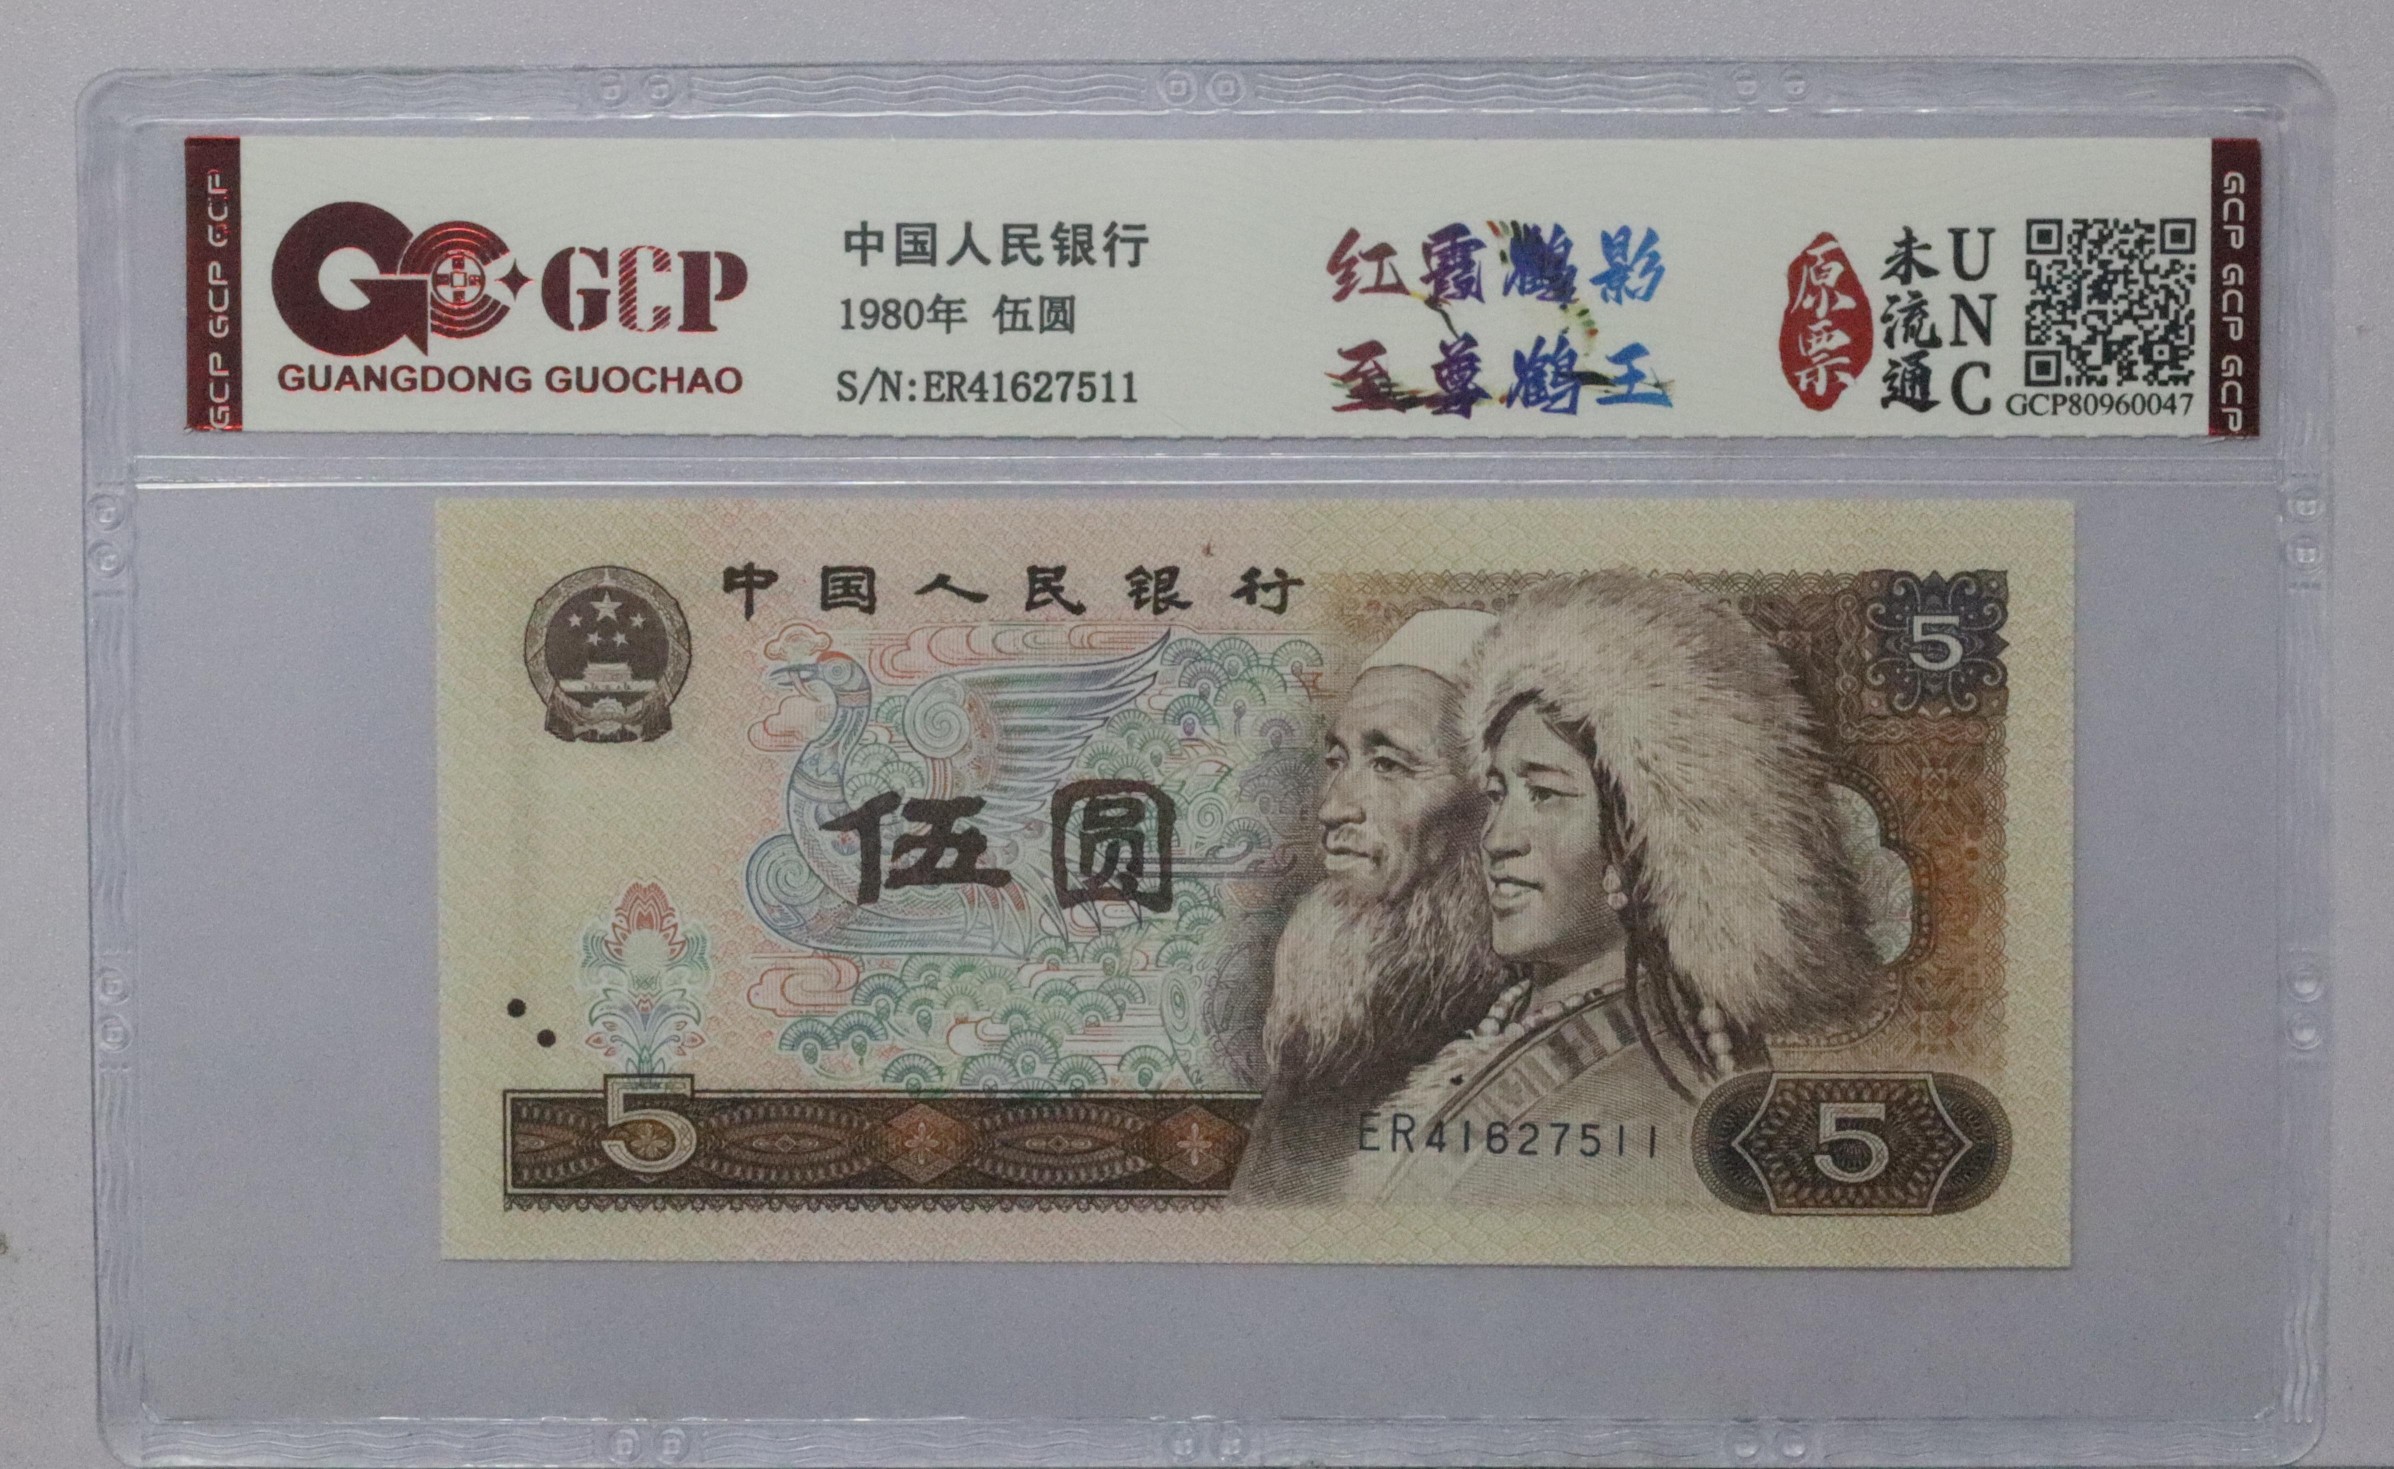 GCP GCP GCP
GCP
GUANGDONG GUOCHAO
中国人民银行
1980年 伍圆
S/N:ER41627511
红霞鹤影
至尊鹤王
原票
未流通
UNC
GCP80960047
GCP GCP GCP
中国人民银行
5
伍圆
5
ER41627511
5